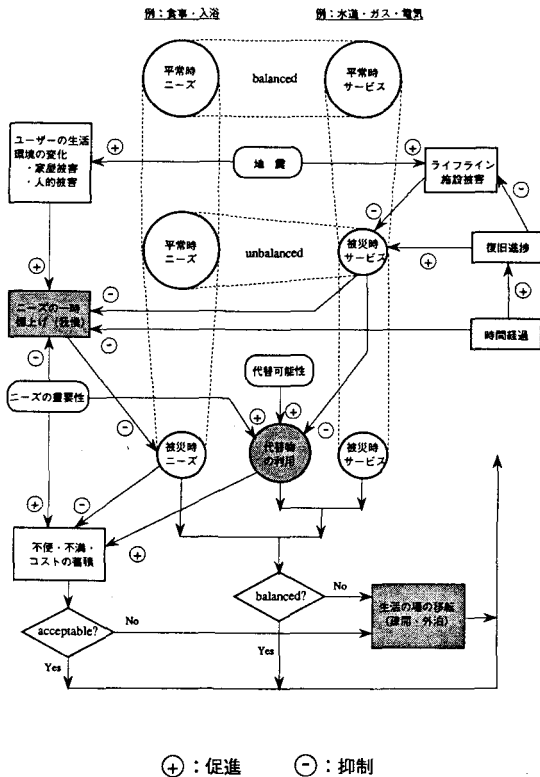 例：食事・入浴
例：水道・ガス・電気
平常時
ニーズ
balanced
平常時
サービス
ユーザーの生活
環境の変化
・家屋被害
・人的被害
+
地 震
+
ライフライン
施設被害
-
-
平常時
ニーズ
unbalanced
被災時
サービス
+
復旧進捗
+
+
ニーズの一時
棚上げ（我慢）
-
-
時間経過
-
代替可能性
ニーズの重要性
+
+
-
-
被災時
ニーズ
代替物
の利用
被災時
サービス
+
-
不便・不満・
コストの蓄積
+
balanced?
No
生活の場の移転
（疎開・外泊）
acceptable?
No
Yes
Yes
+：促進
-：抑制